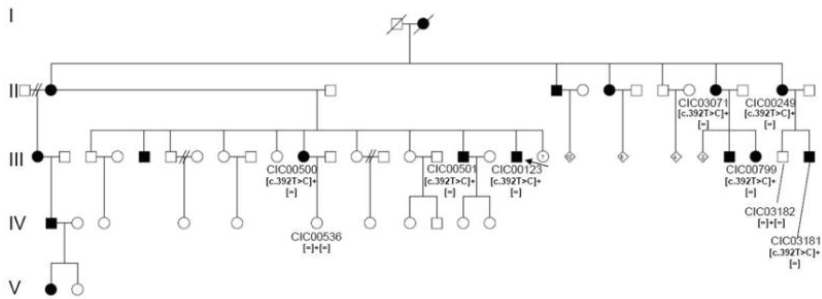 I
II
CIC03071 CIC00249
[c.392T>C]+ [c.392T>C]+
[=] [=]
III
CIC00500 CIC00501 CIC00123 CIC00799
[c.392T>C]+ [c.392T>C]+ [c.392T>C]+ [c.392T>C]+
[=] [=] [=] [=]
CIC03182
[=]+[=]
IV
CIC00536
[=]+[=]
CIC03181
[c.392T>C]+
[=]
V